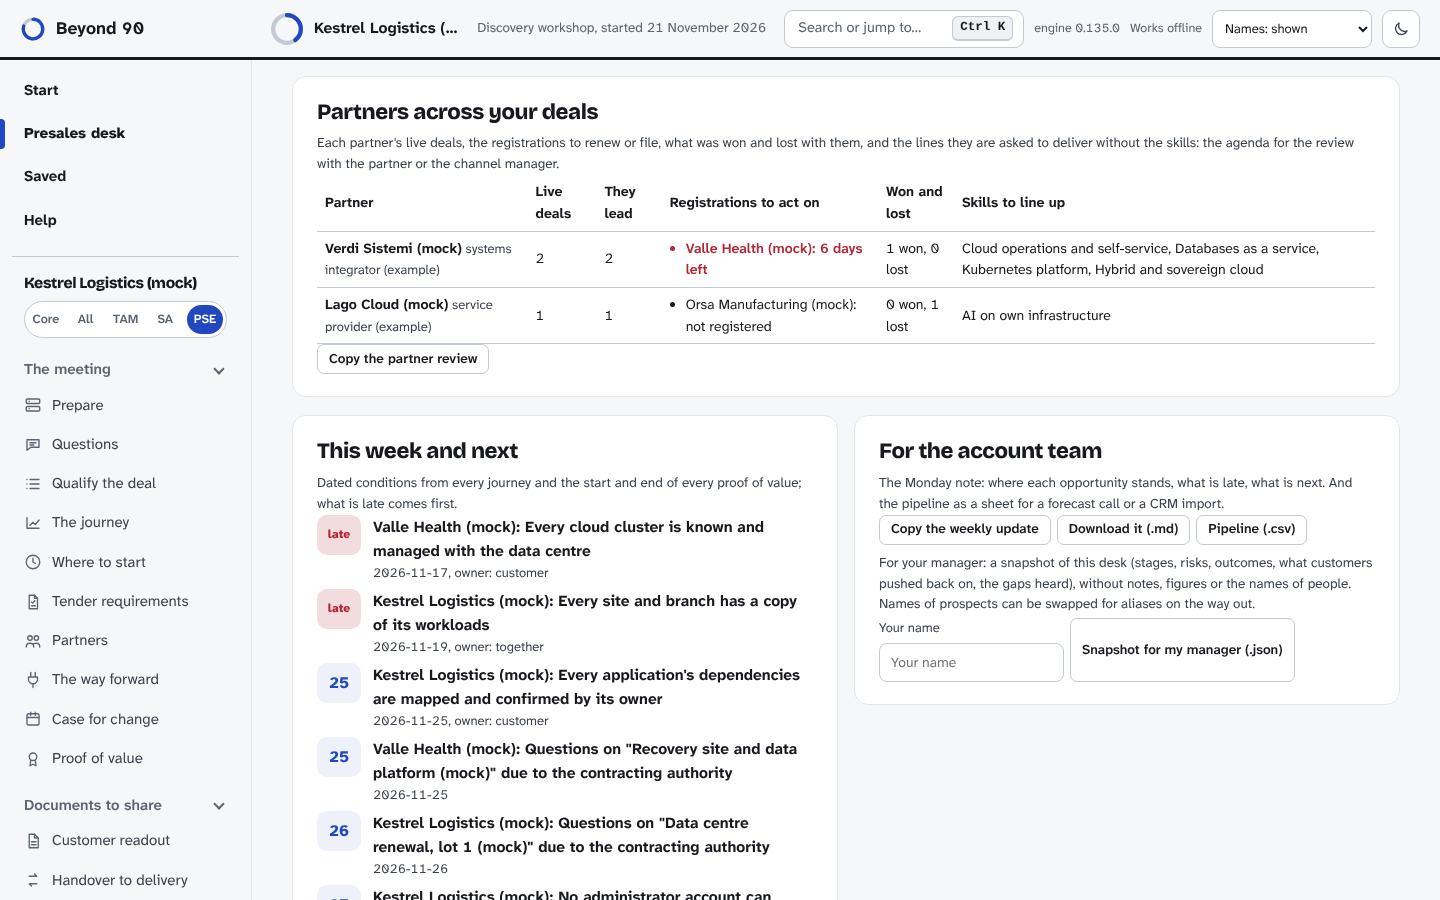 Beyond 90
Kestrel Logistics (...
Discovery workshop, started 21 November 2026
Search or jump to...
Ctrl K
engine 0.135.0
Works offline
Names: shown
Start
Presales desk
Saved
Help
Kestrel Logistics (mock)
Core All TAM SA PSE
The meeting
Prepare
Questions
Qualify the deal
The journey
Where to start
Tender requirements
Partners
The way forward
Case for change
Proof of value
Documents to share
Customer readout
Handover to delivery
Partners across your deals
Each partner's live deals, the registrations to renew or file, what was won and lost with them, and the lines they are asked to deliver without the skills: the agenda for the review
with the partner or the channel manager.
Partner
Live
deals
They
lead
Registrations to act on
Won and
lost
Skills to line up
Verdi Sistemi (mock) systems
integrator (example)
2
2
• Valle Health (mock): 6 days
left
1 won, 0
lost
Cloud operations and self-service, Databases as a service,
Kubernetes platform, Hybrid and sovereign cloud
Lago Cloud (mock) service
provider (example)
1
1
• Orsa Manufacturing (mock):
not registered
0 won, 1
lost
AI on own infrastructure
Copy the partner review
This week and next
Dated conditions from every journey and the start and end of every proof of value;
what is late comes first.
late
Valle Health (mock): Every cloud cluster is known and
managed with the data centre
2026-11-17, owner: customer
late
Kestrel Logistics (mock): Every site and branch has a copy
of its workloads
2026-11-19, owner: together
25
Kestrel Logistics (mock): Every application's dependencies
are mapped and confirmed by its owner
2026-11-25, owner: customer
25
Valle Health (mock): Questions on "Recovery site and data
platform (mock)" due to the contracting authority
2026-11-25
26
Kestrel Logistics (mock): Questions on "Data centre
renewal, lot 1 (mock)" due to the contracting authority
2026-11-26
Kestrel Logistics (mock): No administrator account can
For the account team
The Monday note: where each opportunity stands, what is late, what is next. And
the pipeline as a sheet for a forecast call or a CRM import.
Copy the weekly update
Download it (.md)
Pipeline (.csv)
For your manager: a snapshot of this desk (stages, risks, outcomes, what customers
pushed back on, the gaps heard), without notes, figures or the names of people.
Names of prospects can be swapped for aliases on the way out.
Your name
Your name
Snapshot for my manager (.json)